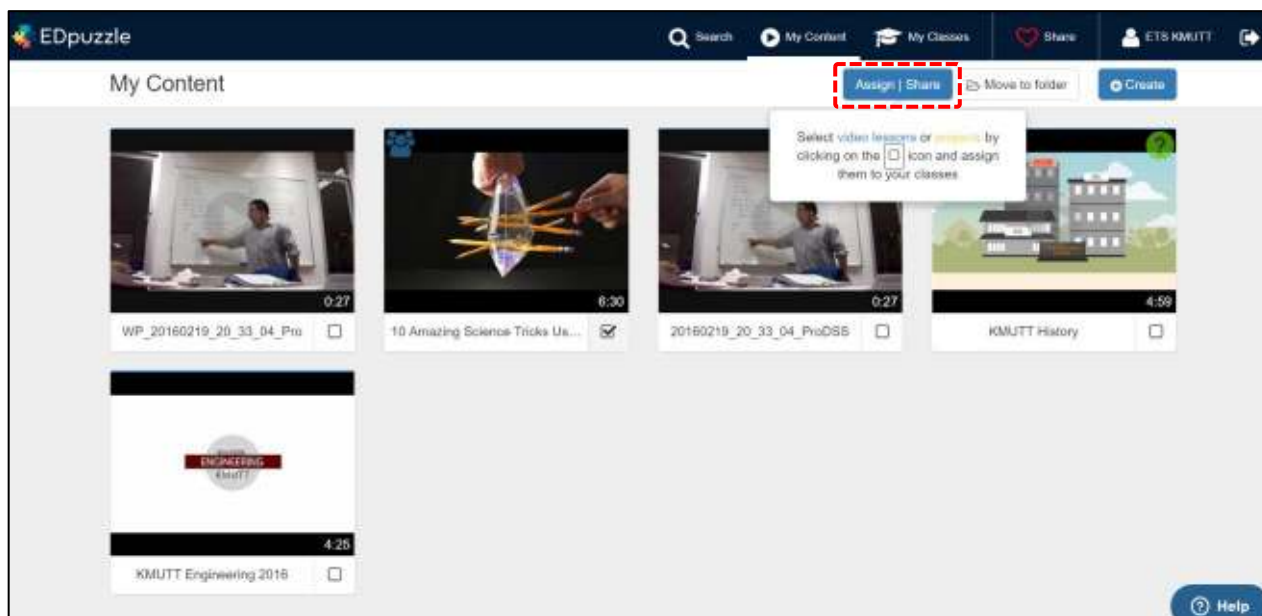 EDpuzzle
Search
My Content
My Classes
Share
ETS KMUTT
My Content
Assign | Share
Move to folder
Create
Select video lessons or projects by
clicking on the icon and assign
them to your classes
0:27
6:30
0:27
4:59
WP_20160219_20_33_04_Pro
10 Amazing Science Tricks Us...
20160219_20_33_04_ProDSS
KMUTT History
ENGINEERING
KMUTT
4:25
KMUTT Engineering 2016
Help